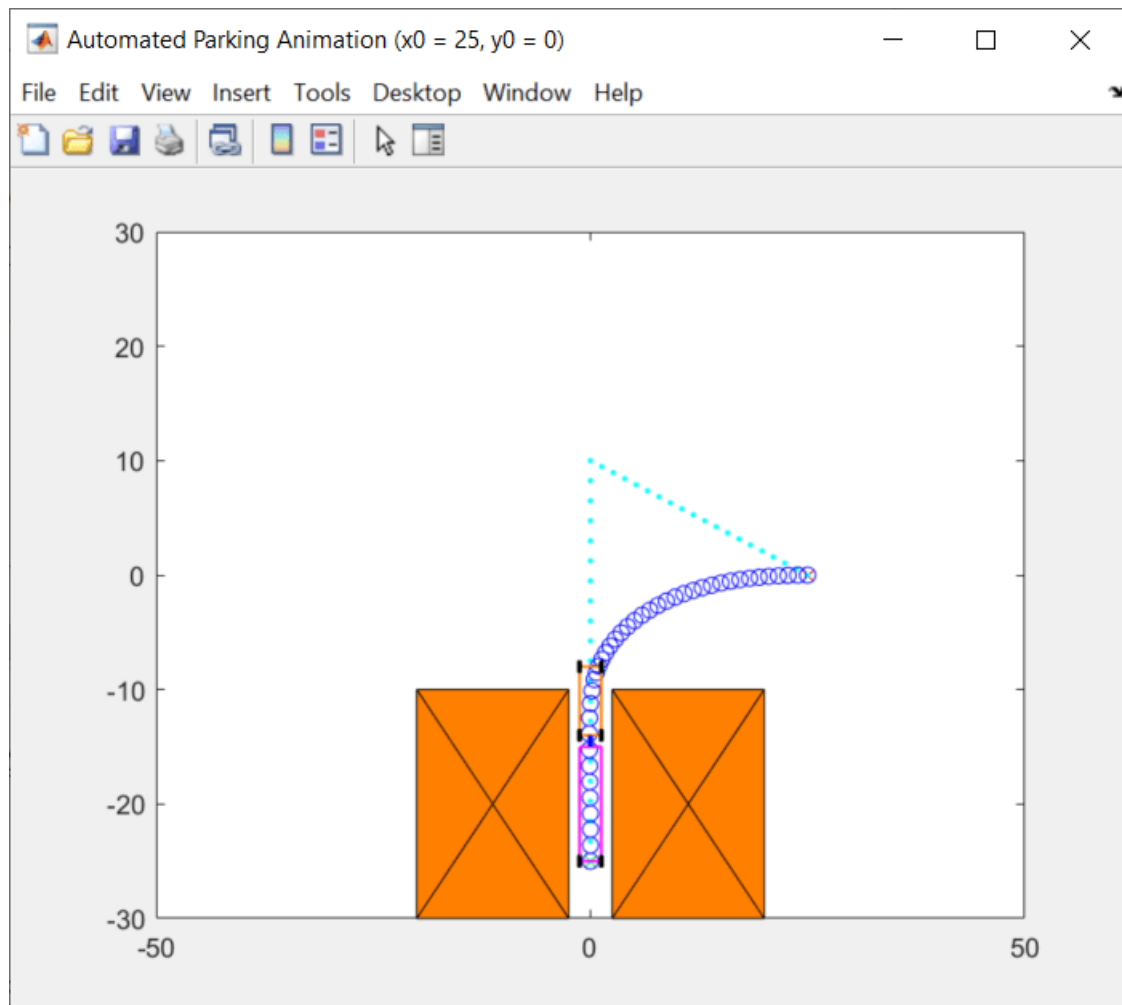 Automated Parking Animation (x0 = 25, y0 = 0)
File Edit View Insert Tools Desktop Window Help
30
20
10
0
-10
-20
-30
-50 0 50